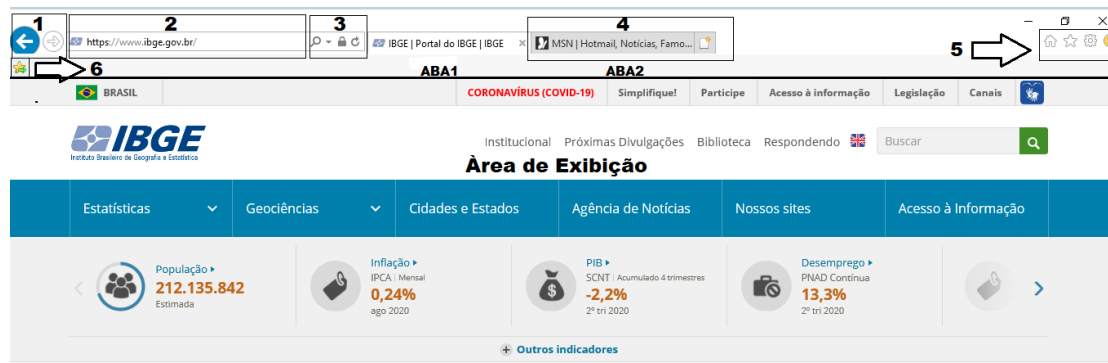 1 2 3 4
https://www.ibge.gov.br/ IBGE | Portal do IBGE | IBGE MSN | Hotmail, Notícias, Famo... 5
6 ABA1 ABA2
BRASIL CORONAVÍRUS (COVID-19) Simplifique! Participe Acesso à informação Legislação Canais
IBGE
Instituto Brasileiro de Geografia e Estatística
Institucional Próximas Divulgações Biblioteca Respondendo Buscar
Àrea de Exibição
Estatísticas Geociências Cidades e Estados Agência de Notícias Nossos sites Acesso à Informação
População Inflação PIB Desemprego
212.135.842 IPCA | Mensal SCNT | Acumulado 4 trimestres PNAD Contínua
Estimada 0,24% -2,2% 13,3%
ago 2020 2º tri 2020 2º tri 2020
Outros indicadores